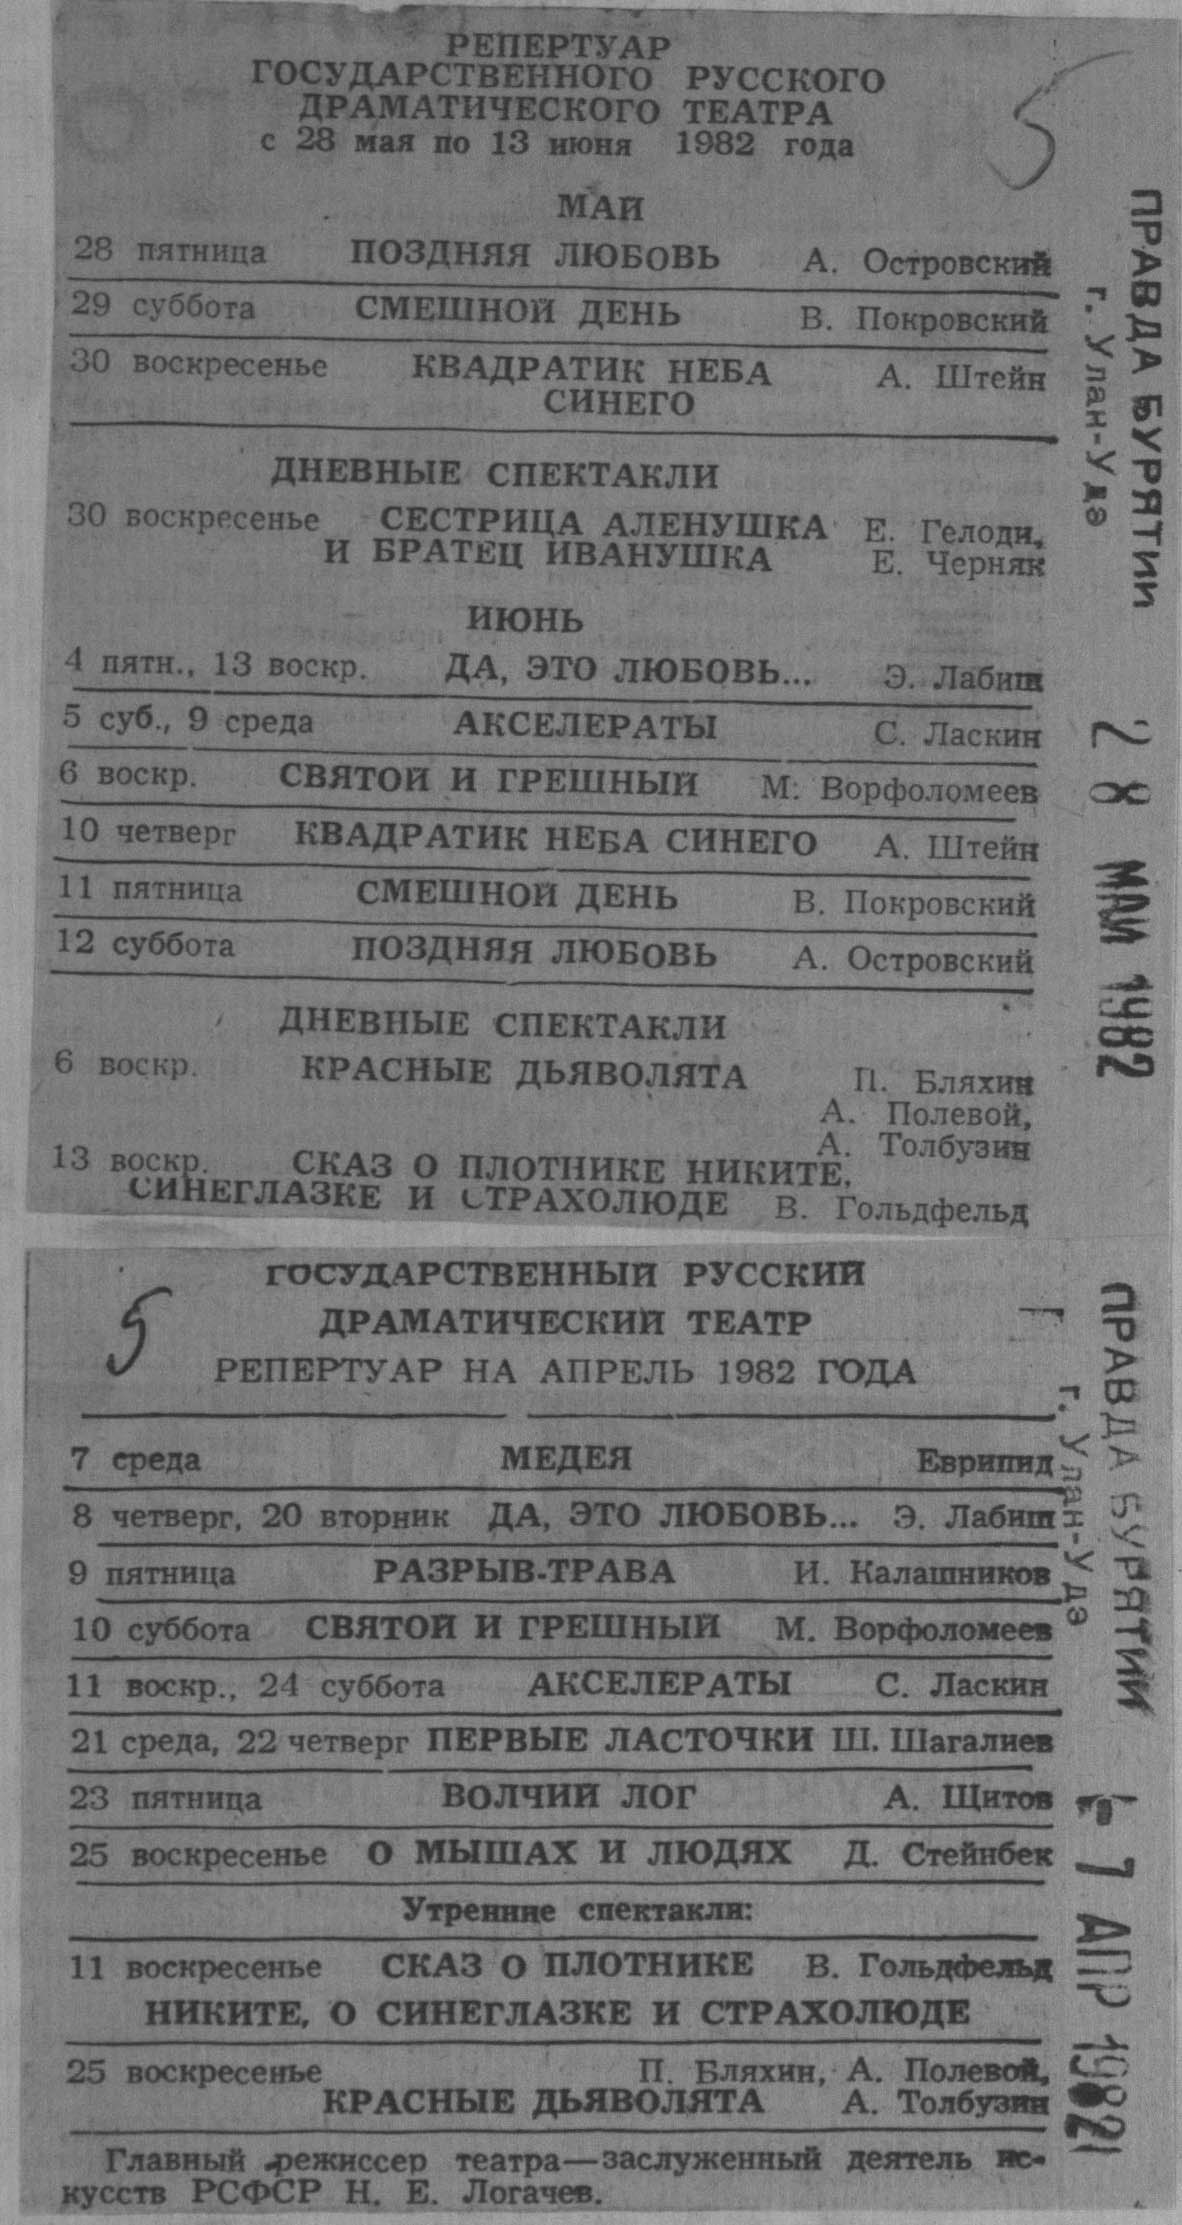 РЕПЕРТУАР
ГОСУДАРСТВЕННОГО РУССКОГО
ДРАМАТИЧЕСКОГО ТЕАТРА
с 28 мая по 13 июня 1982 года
5
МАЙ
28 пятница ПОЗДНЯЯ ЛЮБОВЬ А. Островский
29 суббота СМЕШНОЙ ДЕНЬ В. Покровский
30 воскресенье КВАДРАТИК НЕБА А. Штейн
СИНЕГО
ДНЕВНЫЕ СПЕКТАКЛИ
30 воскресенье СЕСТРИЦА АЛЕНУШКА Е. Гелоди,
И БРАТЕЦ ИВАНУШКА Е. Черняк
ИЮНЬ
4 пятн., 13 воскр. ДА, ЭТО ЛЮБОВЬ... Э. Лабиш
5 суб., 9 среда АКСЕЛЕРАТЫ С. Ласкин
6 воскр. СВЯТОЙ И ГРЕШНЫЙ М. Ворфоломеев
10 четверг КВАДРАТИК НЕБА СИНЕГО А. Штейн
11 пятница СМЕШНОЙ ДЕНЬ В. Покровский
12 суббота ПОЗДНЯЯ ЛЮБОВЬ А. Островский
ДНЕВНЫЕ СПЕКТАКЛИ
6 воскр. КРАСНЫЕ ДЬЯВОЛЯТА П. Бляхин
А. Полевой,
А. Толбузин
13 воскр. СКАЗ О ПЛОТНИКЕ НИКИТЕ,
СИНЕГЛАЗКЕ И СТРАХОЛЮДЕ В. Гольдфельд
ПРАВДА БУРЯТИИ
г. Улан-Удэ
28 МАЙ 1982
ГОСУДАРСТВЕННЫЙ РУССКИЙ
ДРАМАТИЧЕСКИЙ ТЕАТР
РЕПЕРТУАР НА АПРЕЛЬ 1982 ГОДА
5
7 среда МЕДЕЯ Еврипид
8 четверг, 20 вторник ДА, ЭТО ЛЮБОВЬ... Э. Лабиш
9 пятница РАЗРЫВ-ТРАВА И. Калашников
10 суббота СВЯТОЙ И ГРЕШНЫЙ М. Ворфоломеев
11 воскр., 24 суббота АКСЕЛЕРАТЫ С. Ласкин
21 среда, 22 четверг ПЕРВЫЕ ЛАСТОЧКИ Ш. Шагалиев
23 пятница ВОЛЧИЙ ЛОГ А. Щитов
25 воскресенье О МЫШАХ И ЛЮДЯХ Д. Стейнбек
Утренние спектакли:
11 воскресенье СКАЗ О ПЛОТНИКЕ В. Гольдфельд
НИКИТЕ, О СИНЕГЛАЗКЕ И СТРАХОЛЮДЕ
25 воскресенье П. Бляхин, А. Полевой,
КРАСНЫЕ ДЬЯВОЛЯТА А. Толбузин
Главный режиссер театра—заслуженный деятель ис-
кусств РСФСР Н. Е. Логачев.
ПРАВДА БУРЯТИИ
г. Улан-Удэ
7 АПР 1982